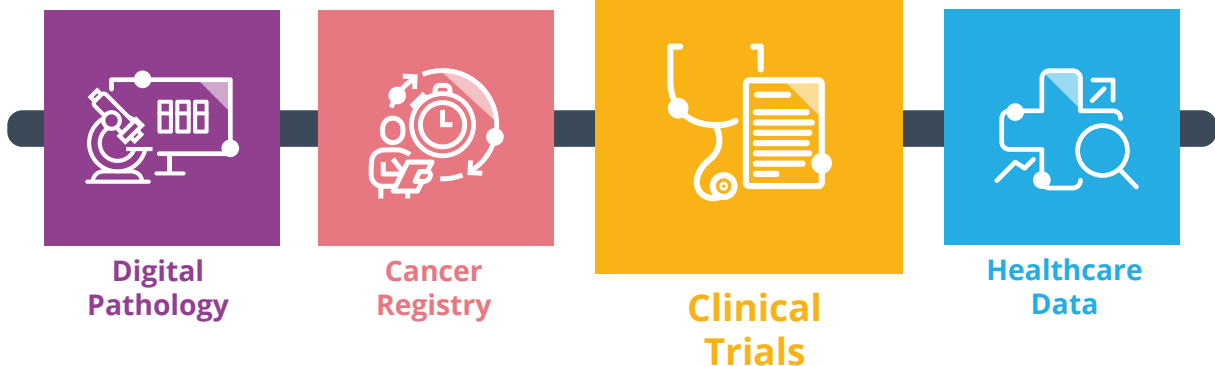 Digital
Pathology
Cancer
Registry
Clinical
Trials
Healthcare
Data